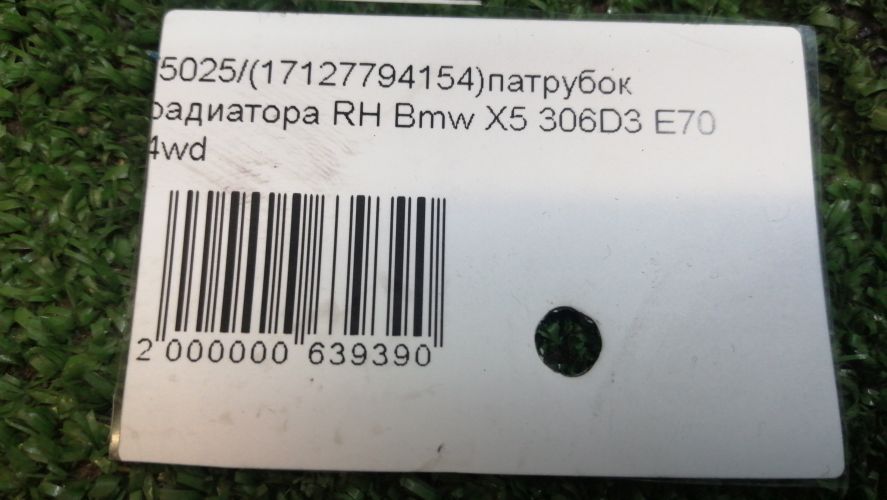 5025/(17127794154)патрубок
радиатора RH Bmw X5 306D3 E70
4wd
2 000000 639390